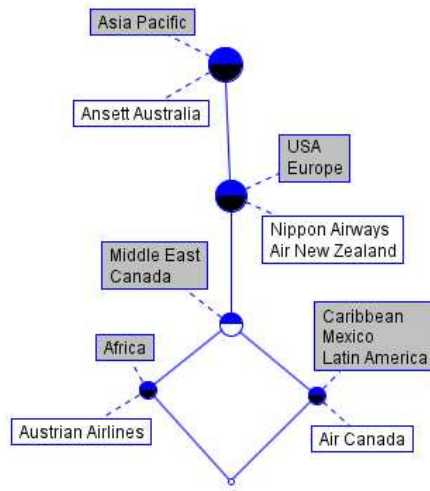 Asia Pacific
Ansett Australia
USA
Europe
Nippon Airways
Air New Zealand
Middle East
Canada
Caribbean
Mexico
Latin America
Africa
Austrian Airlines
Air Canada